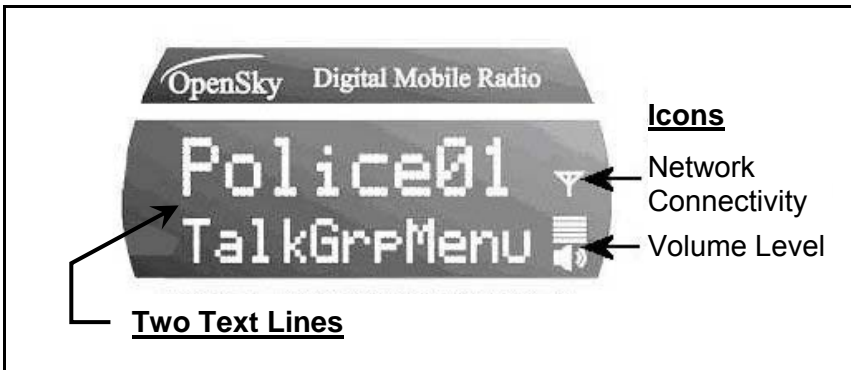 OpenSky Digital Mobile Radio
Police01
TalkGrpMenu
Icons
Network
Connectivity
Volume Level
Two Text Lines